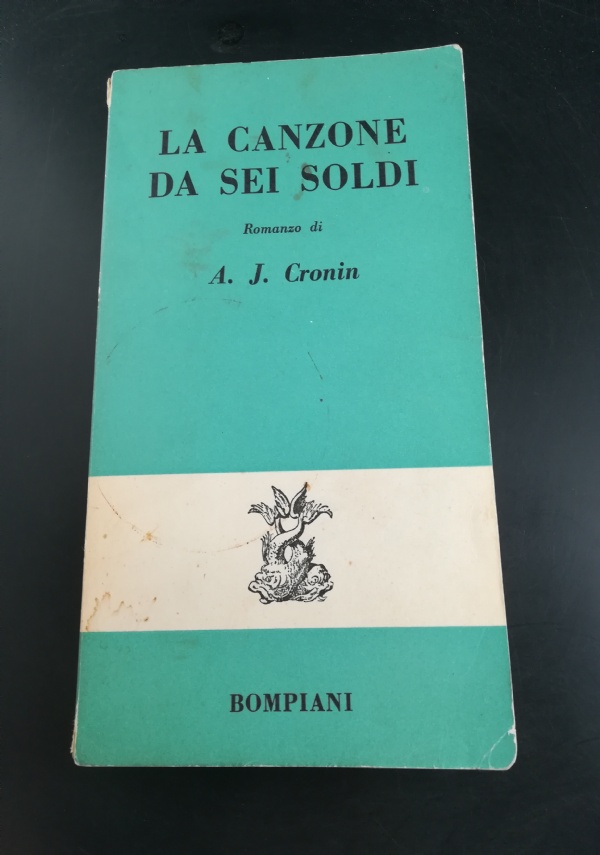 LA CANZONE
DA SEI SOLDI
Romanzo di
A. J. Cronin
BOMPIANI